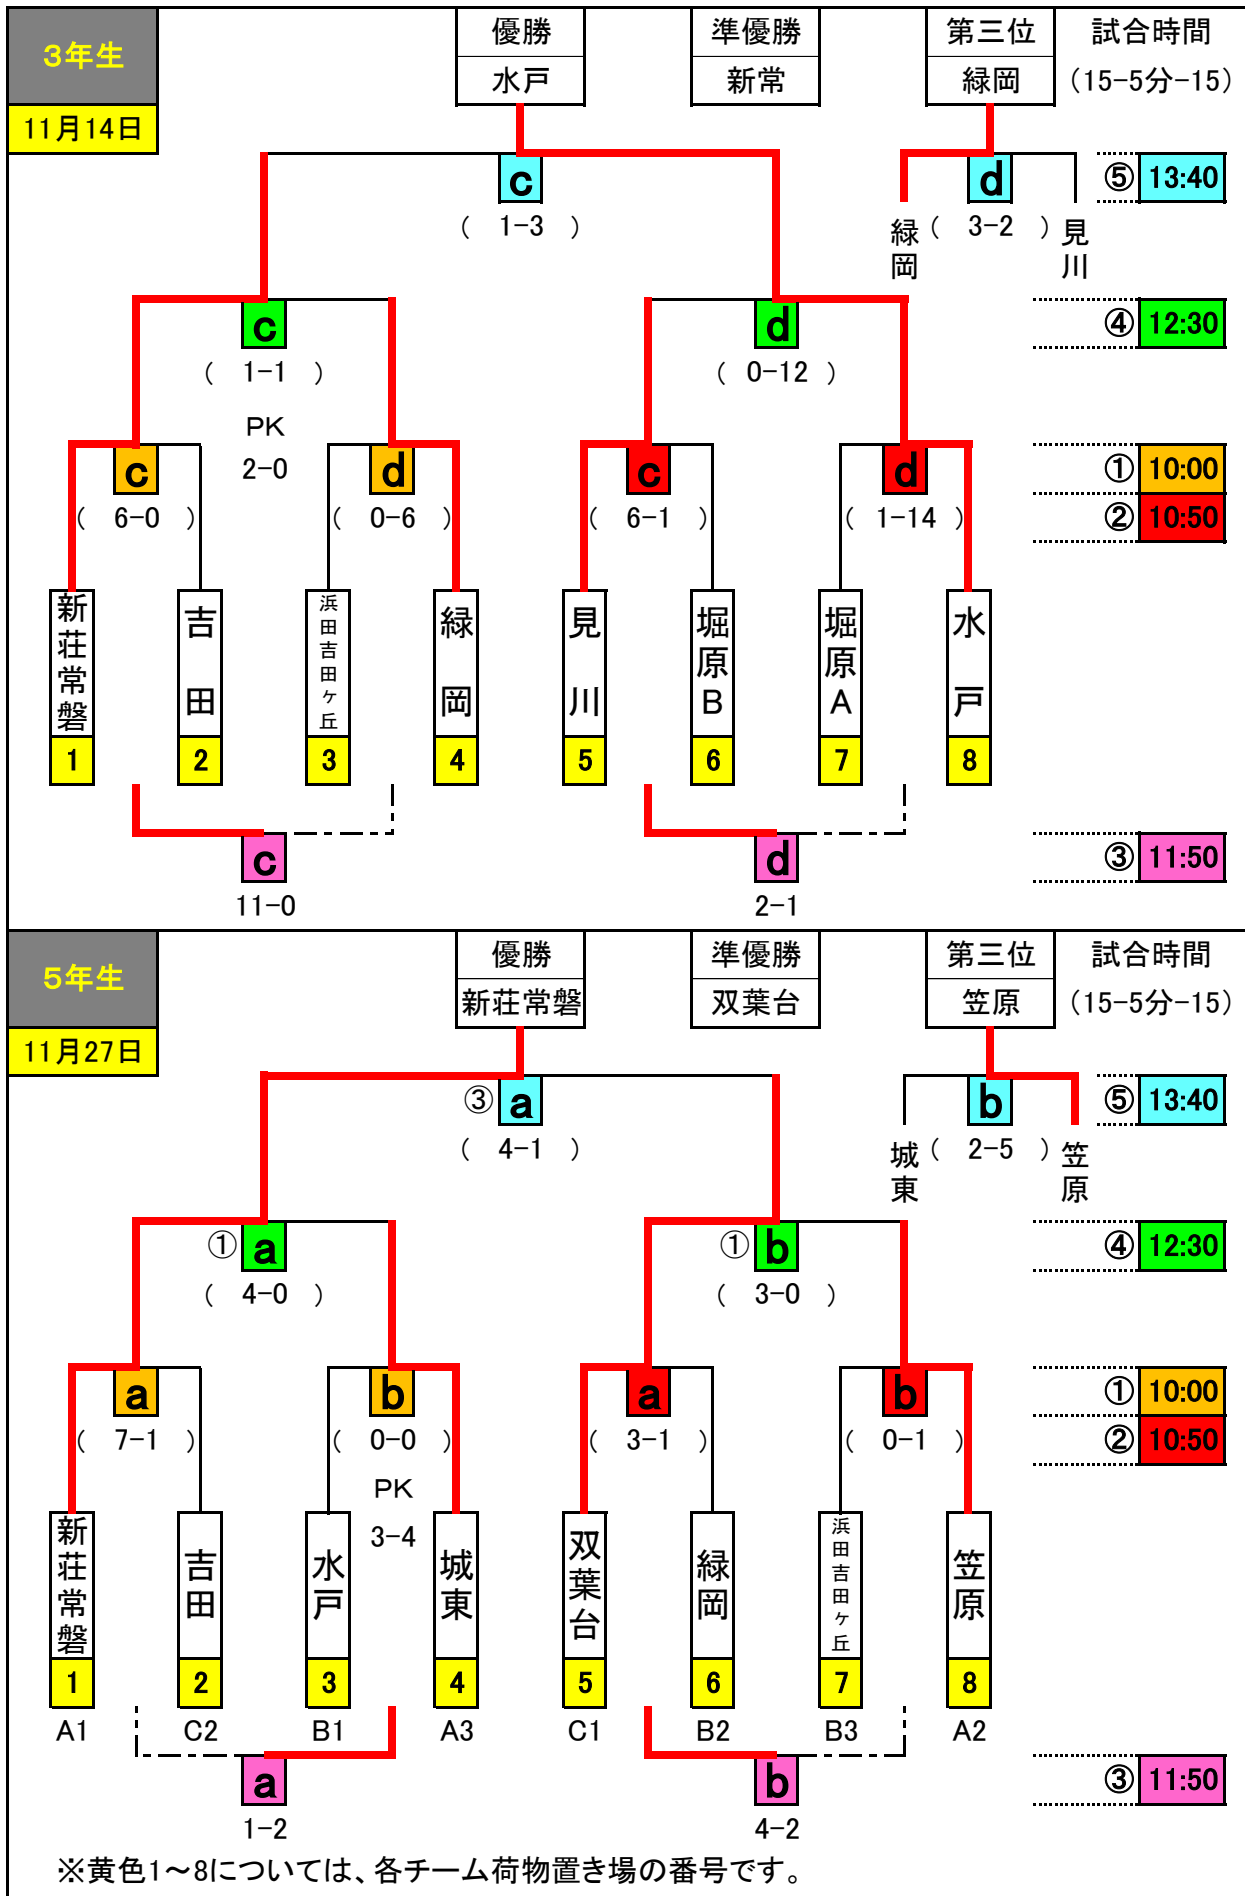 3年生
11月14日
優勝
水戸
準優勝
新常
第三位
緑岡
試合時間
(15-5分-15)
c
( 1-3 )
d
緑岡
( 3-2 )
見川
⑤ 13:40
c
( 1-1 )
PK
2-0
d
( 0-12 )
④ 12:30
c
( 6-0 )
d
( 0-6 )
c
( 6-1 )
d
( 1-14 )
① 10:00
② 10:50
新荘常磐
吉田
浜田吉田ヶ丘
緑岡
見川
堀原B
堀原A
水戸
1 2 3 4 5 6 7 8
c
11-0
d
2-1
③ 11:50
5年生
11月27日
優勝
新荘常磐
準優勝
双葉台
第三位
笠原
試合時間
(15-5分-15)
③ a
( 4-1 )
b
城東
( 2-5 )
笠原
⑤ 13:40
① a
( 4-0 )
① b
( 3-0 )
④ 12:30
a
( 7-1 )
b
( 0-0 )
PK
3-4
a
( 3-1 )
b
( 0-1 )
① 10:00
② 10:50
新荘常磐
吉田
水戸
城東
双葉台
緑岡
浜田吉田ヶ丘
笠原
1 2 3 4 5 6 7 8
A1 C2 B1 A3 C1 B2 B3 A2
a
1-2
b
4-2
③ 11:50
※黄色1～8については、各チーム荷物置き場の番号です。